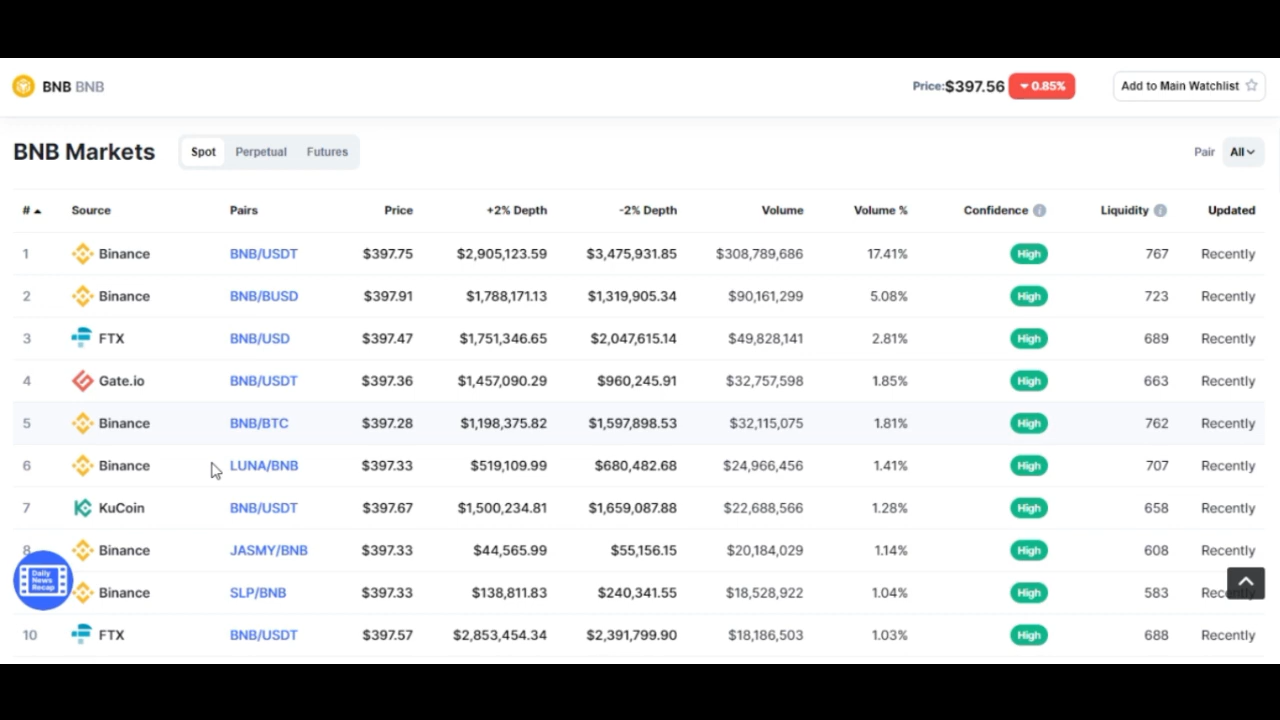 BNB BNB Price:$397.56 0.85% Add to Main Watchlist
BNB Markets Spot Perpetual Futures Pair All
# Source Pairs Price +2% Depth -2% Depth Volume Volume % Confidence Liquidity Updated
1 Binance BNB/USDT $397.75 $2,905,123.59 $3,475,931.85 $308,789,686 17.41% High 767 Recently
2 Binance BNB/BUSD $397.91 $1,788,171.13 $1,319,905.34 $90,161,299 5.08% High 723 Recently
3 FTX BNB/USD $397.47 $1,751,346.65 $2,047,615.14 $49,828,141 2.81% High 689 Recently
4 Gate.io BNB/USDT $397.36 $1,457,090.29 $960,245.91 $32,757,598 1.85% High 663 Recently
5 Binance BNB/BTC $397.28 $1,198,375.82 $1,597,898.53 $32,115,075 1.81% High 762 Recently
6 Binance LUNA/BNB $397.33 $519,109.99 $680,482.68 $24,966,456 1.41% High 707 Recently
7 KuCoin BNB/USDT $397.67 $1,500,234.81 $1,659,087.88 $22,688,566 1.28% High 658 Recently
8 Binance JASMY/BNB $397.33 $44,565.99 $55,156.15 $20,184,029 1.14% High 608 Recently
Daily
News
Recap
Binance SLP/BNB $397.33 $138,811.83 $240,341.55 $18,528,922 1.04% High 583
10 FTX BNB/USDT $397.57 $2,853,454.34 $2,391,799.90 $18,186,503 1.03% High 688 Recently